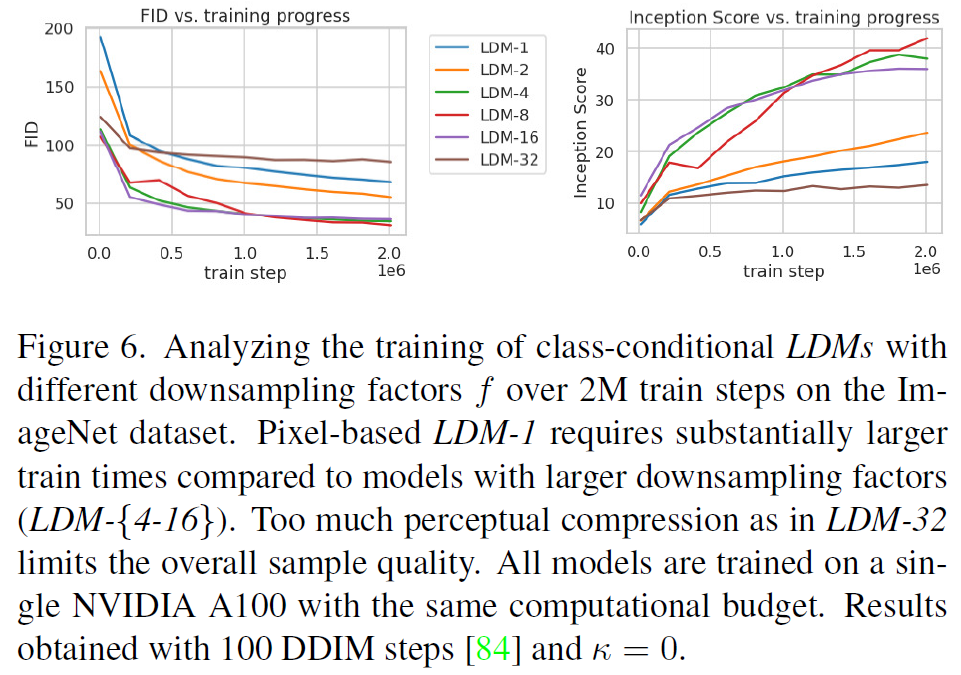 FID vs. training progress
200
150
100
50
FID
0.0 0.5 1.0 1.5 2.0
1e6
train step
LDM-1
LDM-2
LDM-4
LDM-8
LDM-16
LDM-32
Inception Score vs. training progress
40
30
20
10
Inception Score
0.0 0.5 1.0 1.5 2.0
1e6
train step
Figure 6. Analyzing the training of class-conditional LDMs with
different downsampling factors f over 2M train steps on the Im-
ageNet dataset. Pixel-based LDM-1 requires substantially larger
train times compared to models with larger downsampling factors
(LDM-{4-16}). Too much perceptual compression as in LDM-32
limits the overall sample quality. All models are trained on a sin-
gle NVIDIA A100 with the same computational budget. Results
obtained with 100 DDIM steps [84] and κ = 0.